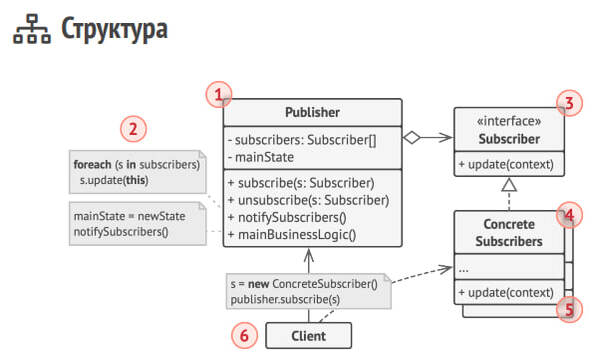 Структура
1
Publisher
- subscribers: Subscriber[]
- mainState
+ subscribe(s: Subscriber)
+ unsubscribe(s: Subscriber)
+ notifySubscribers()
+ mainBusinessLogic()
2
foreach (s in subscribers)
s.update(this)
mainState = newState
notifySubscribers()
3
«interface»
Subscriber
+ update(context)
4
Concrete
Subscribers
...
+ update(context)
5
s = new ConcreteSubscriber()
publisher.subscribe(s)
6
Client